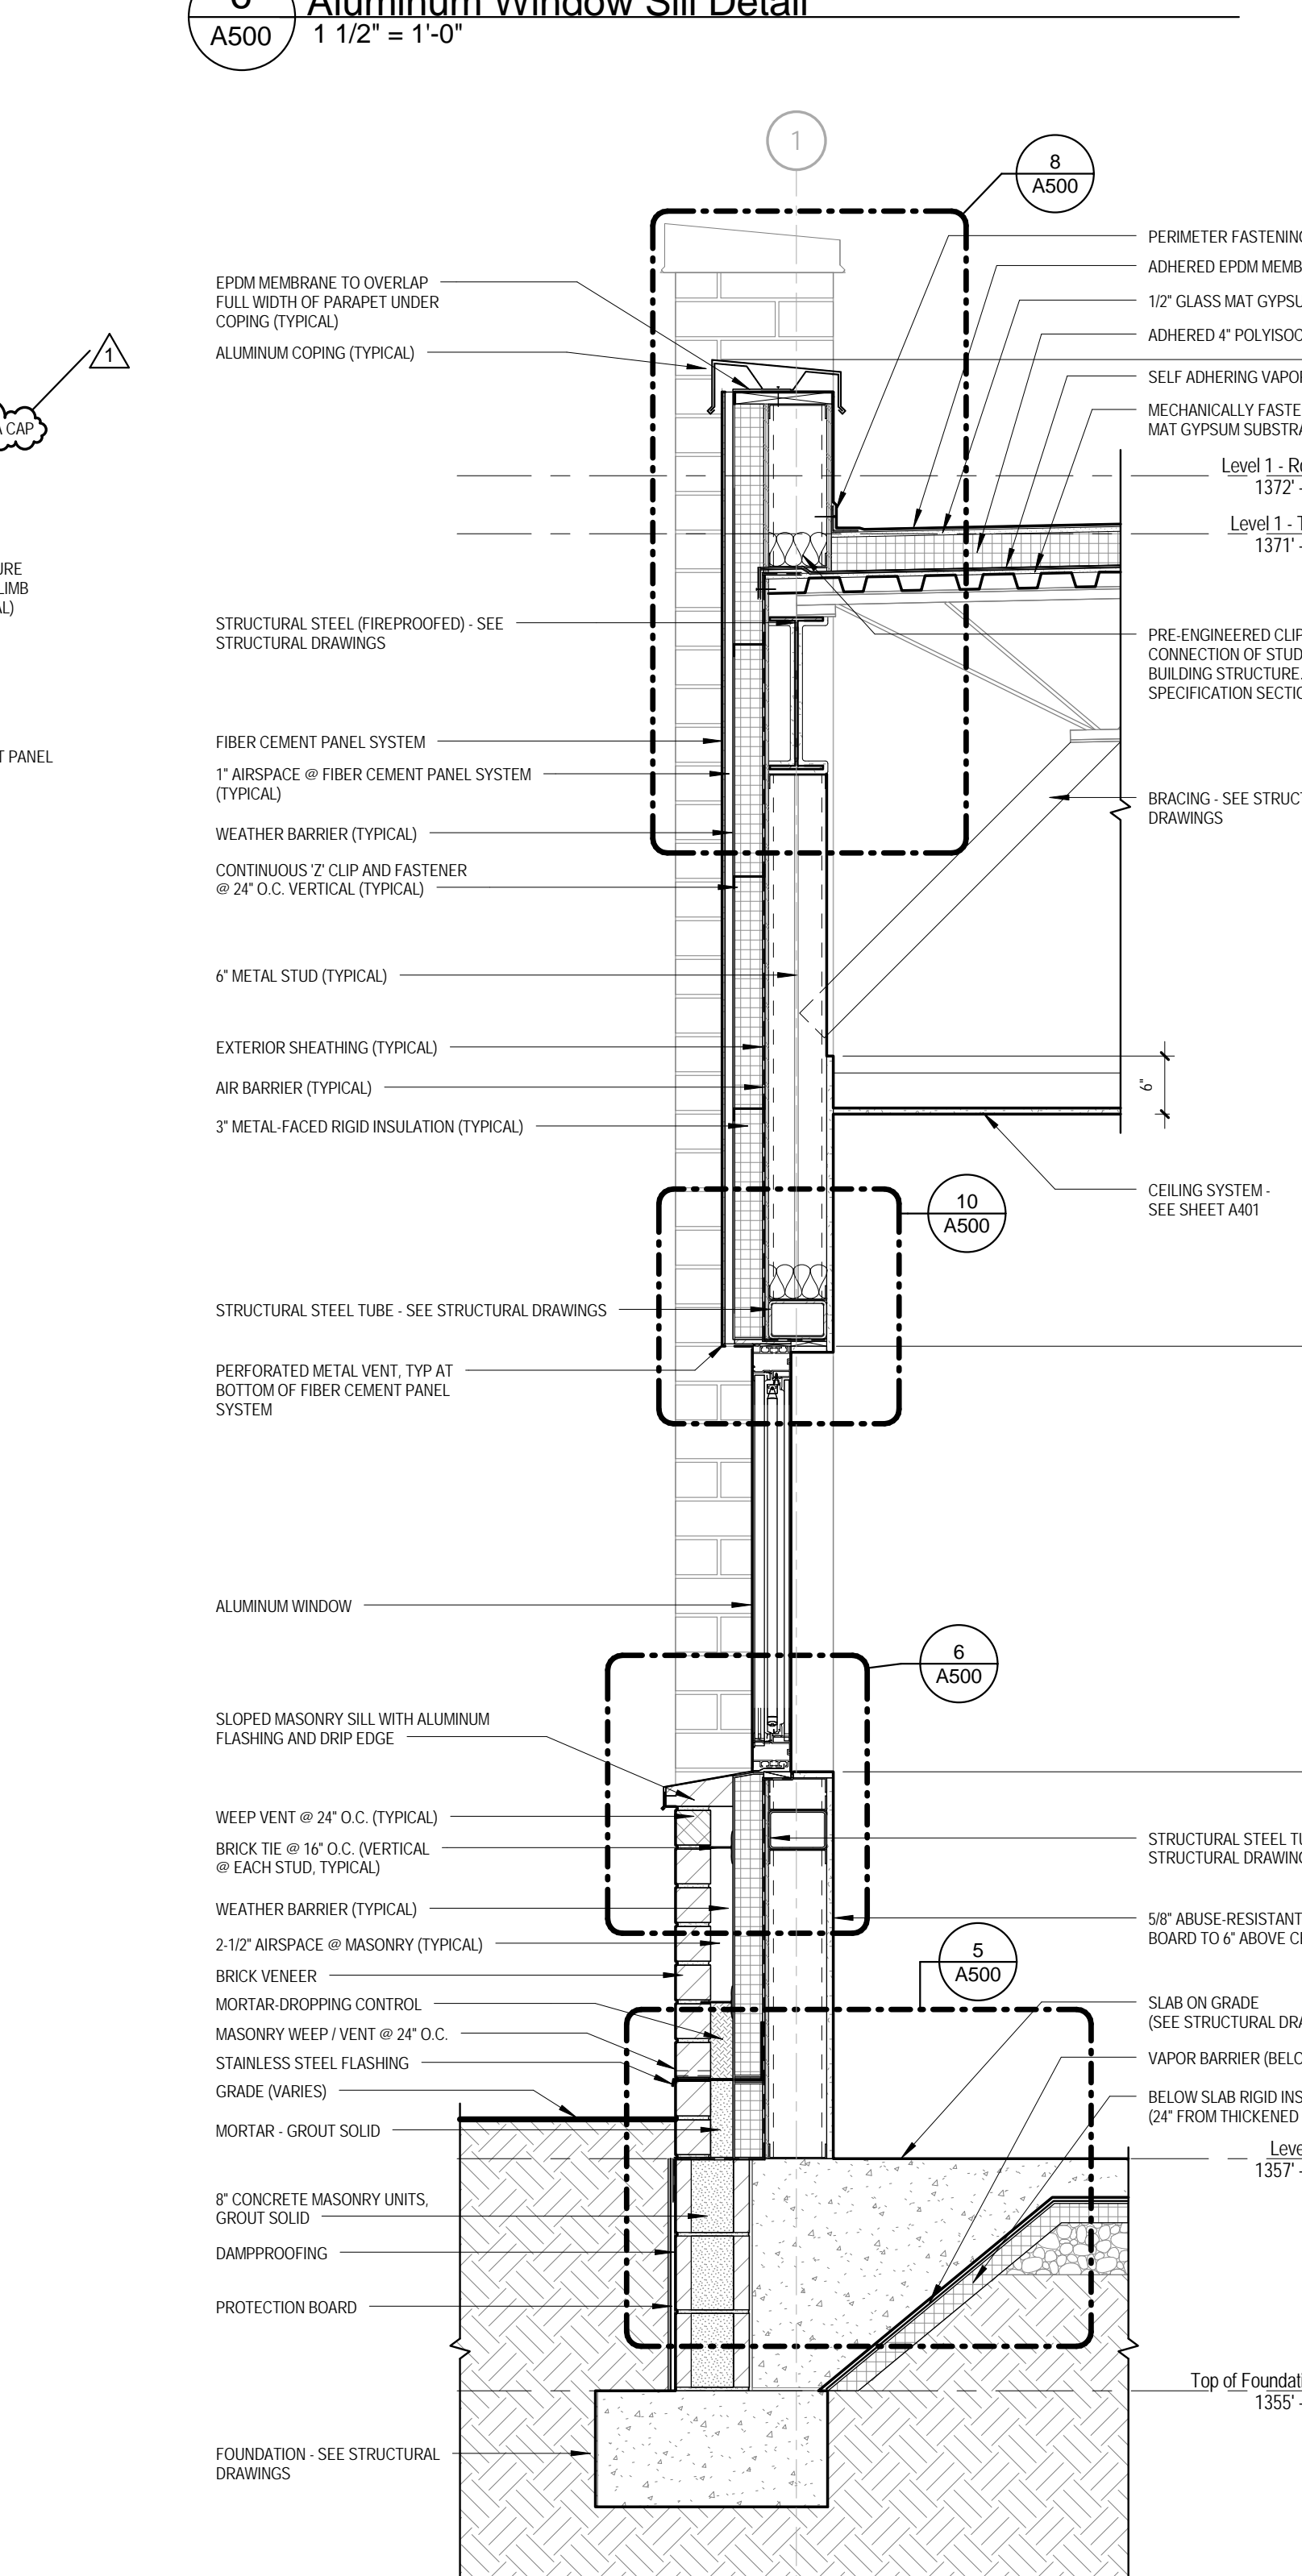 Aluminum Window Sill Detail
A500
1 1/2" = 1'-0"
1
8
A500
1
CAP
URE
LIMB
AL)
T PANEL
EPDM MEMBRANE TO OVERLAP
FULL WIDTH OF PARAPET UNDER
COPING (TYPICAL)
ALUMINUM COPING (TYPICAL)
STRUCTURAL STEEL (FIREPROOFED) - SEE
STRUCTURAL DRAWINGS
FIBER CEMENT PANEL SYSTEM
1" AIRSPACE @ FIBER CEMENT PANEL SYSTEM
(TYPICAL)
WEATHER BARRIER (TYPICAL)
CONTINUOUS 'Z' CLIP AND FASTENER
@ 24" O.C. VERTICAL (TYPICAL)
6" METAL STUD (TYPICAL)
EXTERIOR SHEATHING (TYPICAL)
AIR BARRIER (TYPICAL)
3" METAL-FACED RIGID INSULATION (TYPICAL)
STRUCTURAL STEEL TUBE - SEE STRUCTURAL DRAWINGS
PERFORATED METAL VENT, TYP AT
BOTTOM OF FIBER CEMENT PANEL
SYSTEM
ALUMINUM WINDOW
SLOPED MASONRY SILL WITH ALUMINUM
FLASHING AND DRIP EDGE
WEEP VENT @ 24" O.C. (TYPICAL)
BRICK TIE @ 16" O.C. (VERTICAL
@ EACH STUD, TYPICAL)
WEATHER BARRIER (TYPICAL)
2-1/2" AIRSPACE @ MASONRY (TYPICAL)
BRICK VENEER
MORTAR-DROPPING CONTROL
MASONRY WEEP / VENT @ 24" O.C.
STAINLESS STEEL FLASHING
GRADE (VARIES)
MORTAR - GROUT SOLID
8" CONCRETE MASONRY UNITS,
GROUT SOLID
DAMPPROOFING
PROTECTION BOARD
FOUNDATION - SEE STRUCTURAL
DRAWINGS
PERIMETER FASTENING
ADHERED EPDM MEMB
1/2" GLASS MAT GYPSU
ADHERED 4" POLYISOC
SELF ADHERING VAPOR
MECHANICALLY FASTE
MAT GYPSUM SUBSTRA
Level 1 - R
1372' -
Level 1 - T
1371' -
PRE-ENGINEERED CLIP
CONNECTION OF STUD
BUILDING STRUCTURE.
SPECIFICATION SECTIO
BRACING - SEE STRUCT
DRAWINGS
6"
CEILING SYSTEM -
SEE SHEET A401
10
A500
6
A500
STRUCTURAL STEEL TU
STRUCTURAL DRAWING
5/8" ABUSE-RESISTANT
BOARD TO 6" ABOVE C
5
A500
SLAB ON GRADE
(SEE STRUCTURAL DRA
VAPOR BARRIER (BELO
BELOW SLAB RIGID INS
(24" FROM THICKENED
Leve
1357' -
Top of Foundati
1355' -